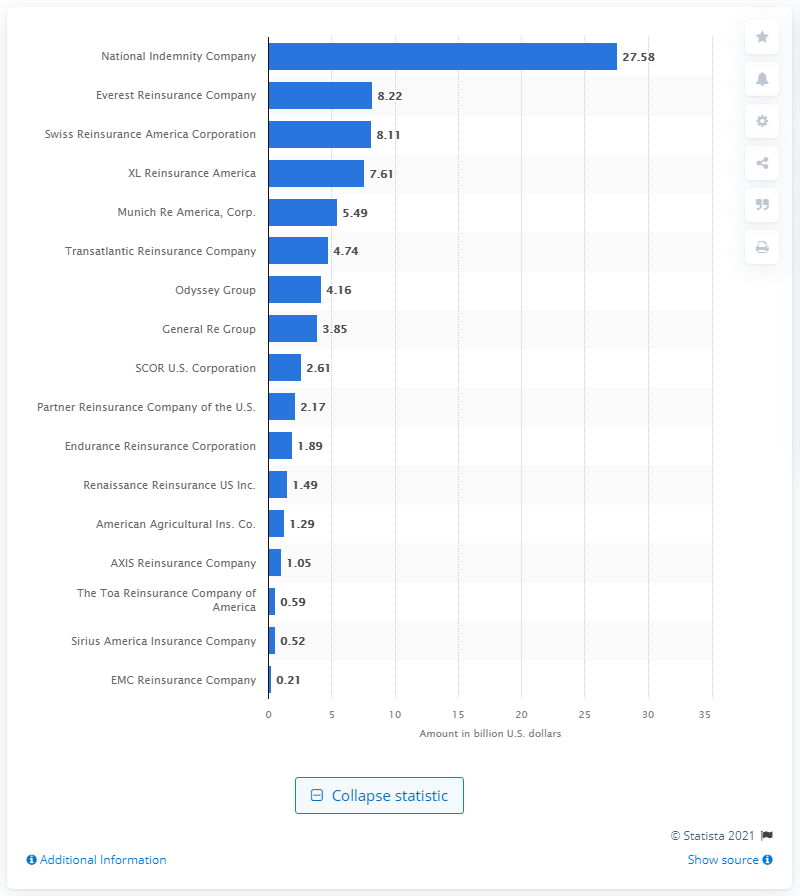 National Indemnity Company 27.58
Everest Reinsurance Company 8.22
Swiss Reinsurance America Corporation 8.11
XL Reinsurance America 7.61
Munich Re America, Corp. 5.49
Transatlantic Reinsurance Company 4.74
Odyssey Group 4.16
General Re Group 3.85
SCOR U.S. Corporation 2.61
Partner Reinsurance Company of the U.S. 2.17
Endurance Reinsurance Corporation 1.89
Renaissance Reinsurance US Inc. 1.49
American Agricultural Ins. Co. 1.29
AXIS Reinsurance Company 1.05
The Toa Reinsurance Company of
America 0.59
Sirius America Insurance Company 0.52
EMC Reinsurance Company 0.21
0 5 10 15 20 25 30 35
Amount in billion U.S. dollars
Collapse statistic
© Statista 2021
Additional Information Show source